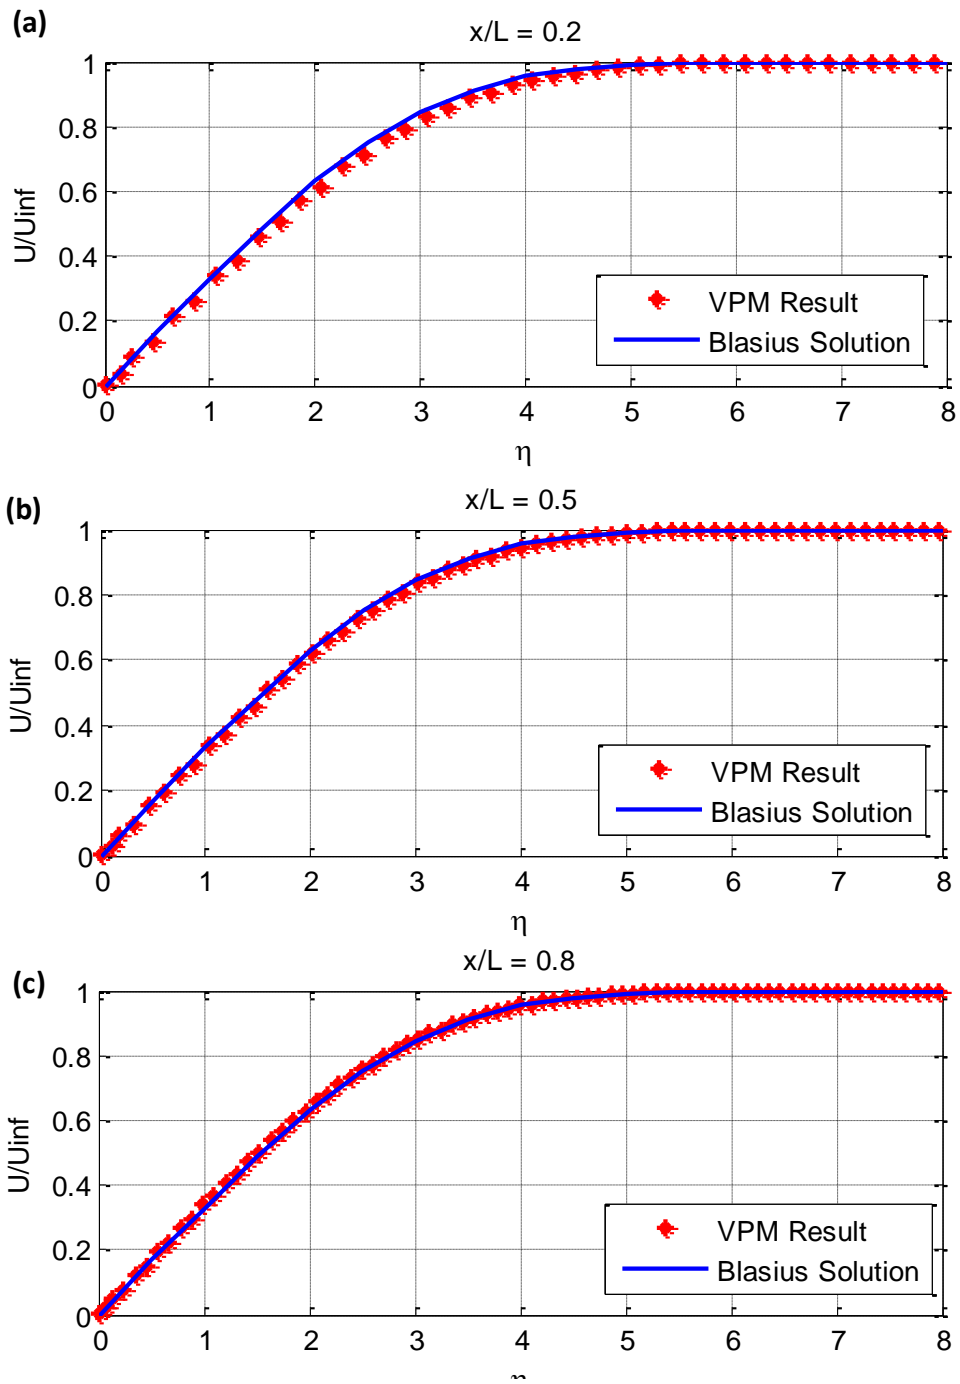 (a)
x/L = 0.2
U/Uinf
1
0.8
0.6
0.4
0.2
0
0 1 2 3 4 5 6 7 8
η
VPM Result
Blasius Solution
(b)
x/L = 0.5
U/Uinf
1
0.8
0.6
0.4
0.2
0
0 1 2 3 4 5 6 7 8
η
VPM Result
Blasius Solution
(c)
x/L = 0.8
U/Uinf
1
0.8
0.6
0.4
0.2
0
0 1 2 3 4 5 6 7 8
VPM Result
Blasius Solution